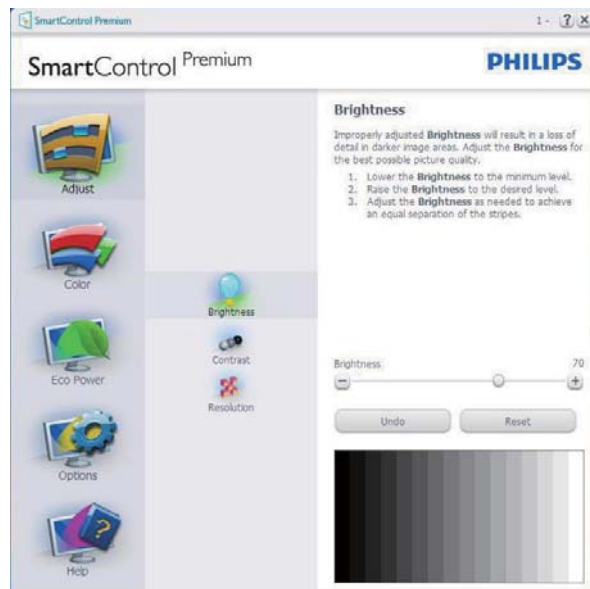 SmartControl Premium
1 - ? X
SmartControl Premium
PHILIPS
Adjust
Color
Eco Power
Options
?
Help
Brightness
Contrast
Resolution
Brightness
Improperly adjusted Brightness will result in a loss of
detail in darker image areas. Adjust the Brightness for
the best possible picture quality.
1. Lower the Brightness to the minimum level.
2. Raise the Brightness to the desired level.
3. Adjust the Brightness as needed to achieve
an equal separation of the stripes.
Brightness 70
Undo Reset